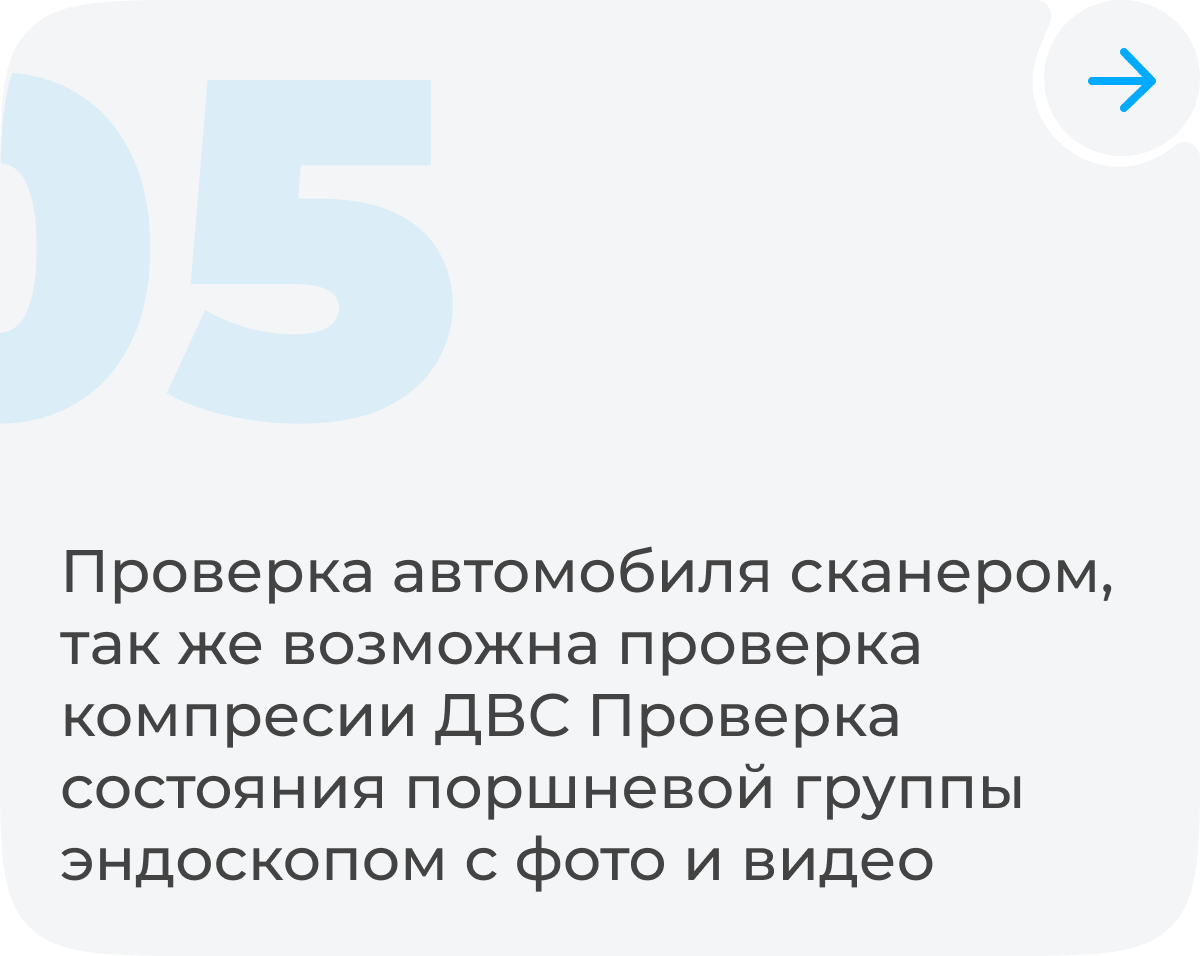 05
Проверка автомобиля сканером,
так же возможна проверка
компресии ДВС Проверка
состояния поршневой группы
эндоскопом с фото и видео